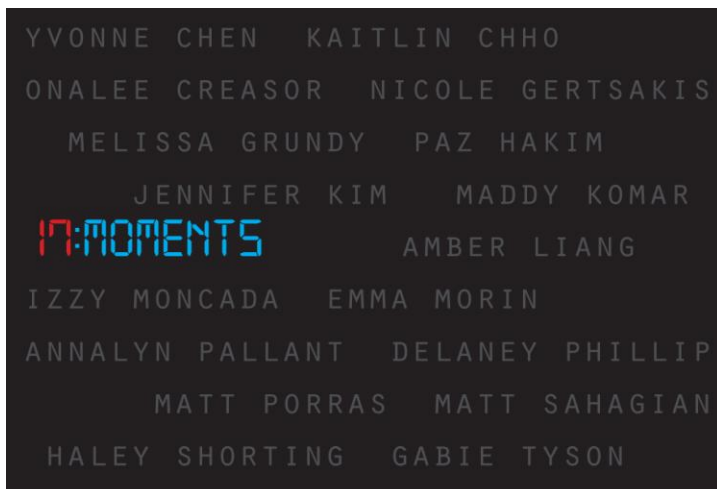 YVONNE CHEN KAITLIN CHHO
ONALEE CREASOR NICOLE GERTSAKIS
MELISSA GRUNDY PAZ HAKIM
JENNIFER KIM MADDY KOMAR
17:MOMENTS AMBER LIANG
IZZY MONCADA EMMA MORIN
ANNALYN PALLANT DELANEY PHILLIP
MATT PORRAS MATT SAHAGIAN
HALEY SHORTING GABIE TYSON